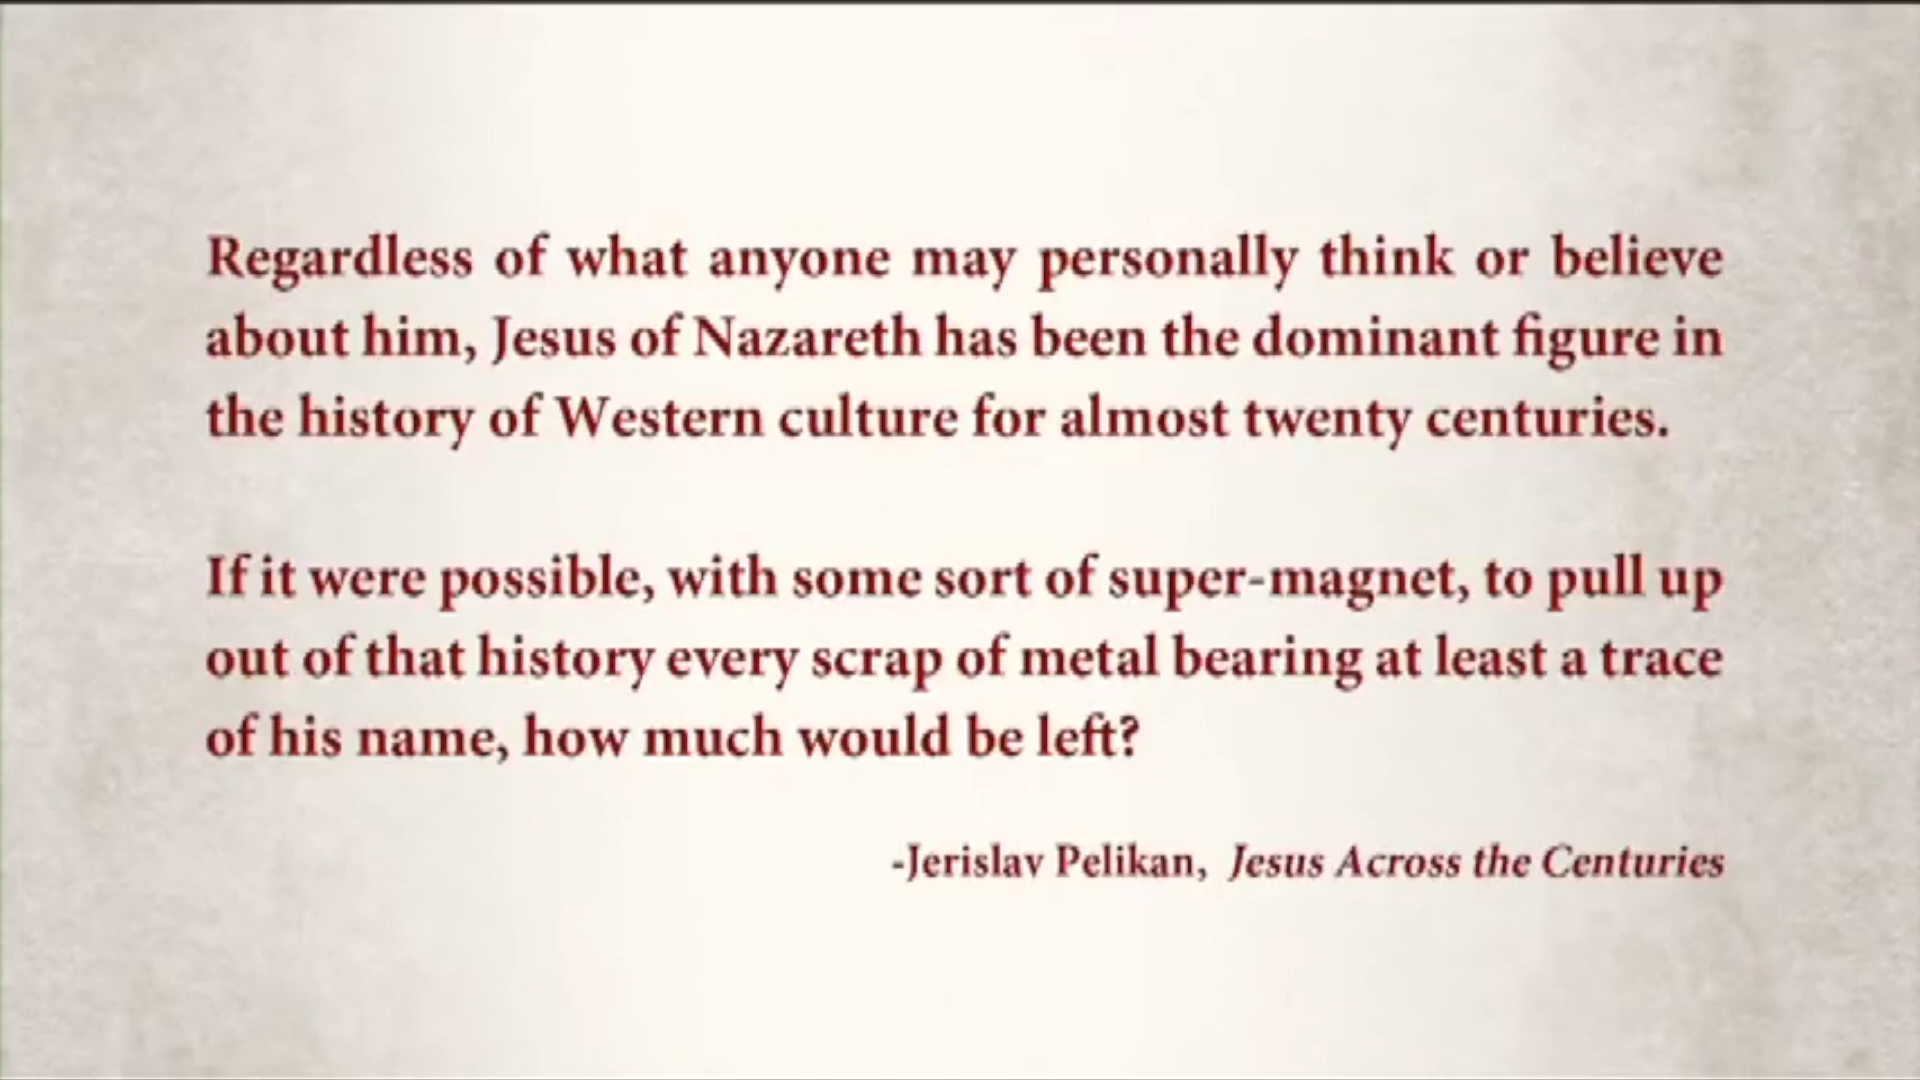 Regardless of what anyone may personally think or believe
about him, Jesus of Nazareth has been the dominant figure in
the history of Western culture for almost twenty centuries.
If it were possible, with some sort of super-magnet, to pull up
out of that history every scrap of metal bearing at least a trace
of his name, how much would be left?
-Jerislav Pelikan, Jesus Across the Centuries